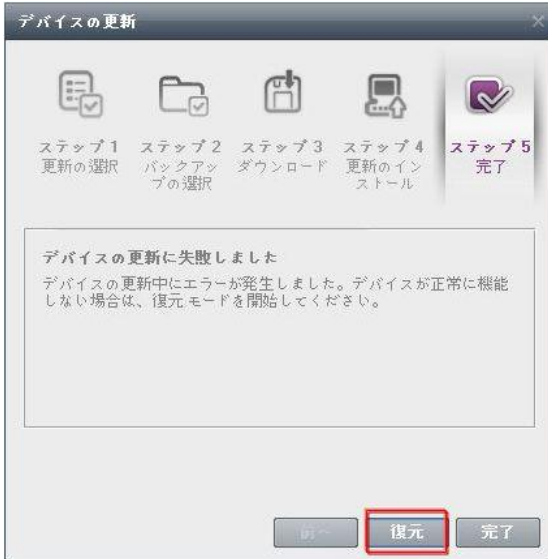 デバイスの更新
ステップ 1
更新の選択
ステップ 2
バックアッ
プの選択
ステップ 3
ダウンロード
ステップ 4
更新のイン
ストール
ステップ 5
完了
デバイスの更新に失敗しました
デバイスの更新中にエラーが発生しました。デバイスが正常に機能
しない場合は、復元 モードを開始してください。
前へ
復元
完了